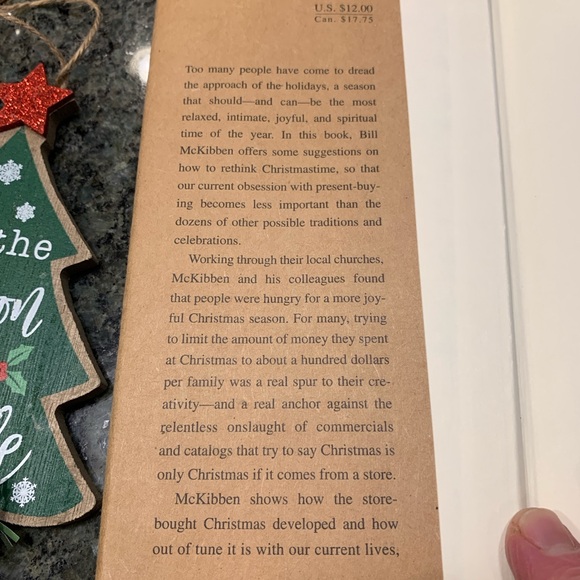 U.S. $12.00
Can. $17.75
Too many people have come to dread
the approach of the holidays, a season
that should—and can—be the most
relaxed, intimate, joyful, and spiritual
time of the year. In this book, Bill
McKibben offers some suggestions on
how to rethink Christmastime, so that
our current obsession with present-buy-
ing becomes less important than the
dozens of other possible traditions and
celebrations.
Working through their local churches,
McKibben and his colleagues found
that people were hungry for a more joy-
ful Christmas season. For many, trying
to limit the amount of money they spent
at Christmas to about a hundred dollars
per family was a real spur to their cre-
ativity—and a real anchor against the
relentless onslaught of commercials
and catalogs that try to say Christmas is
only Christmas if it comes from a store.
McKibben shows how the store-
bought Christmas developed and how
out of tune it is with our current lives,
the